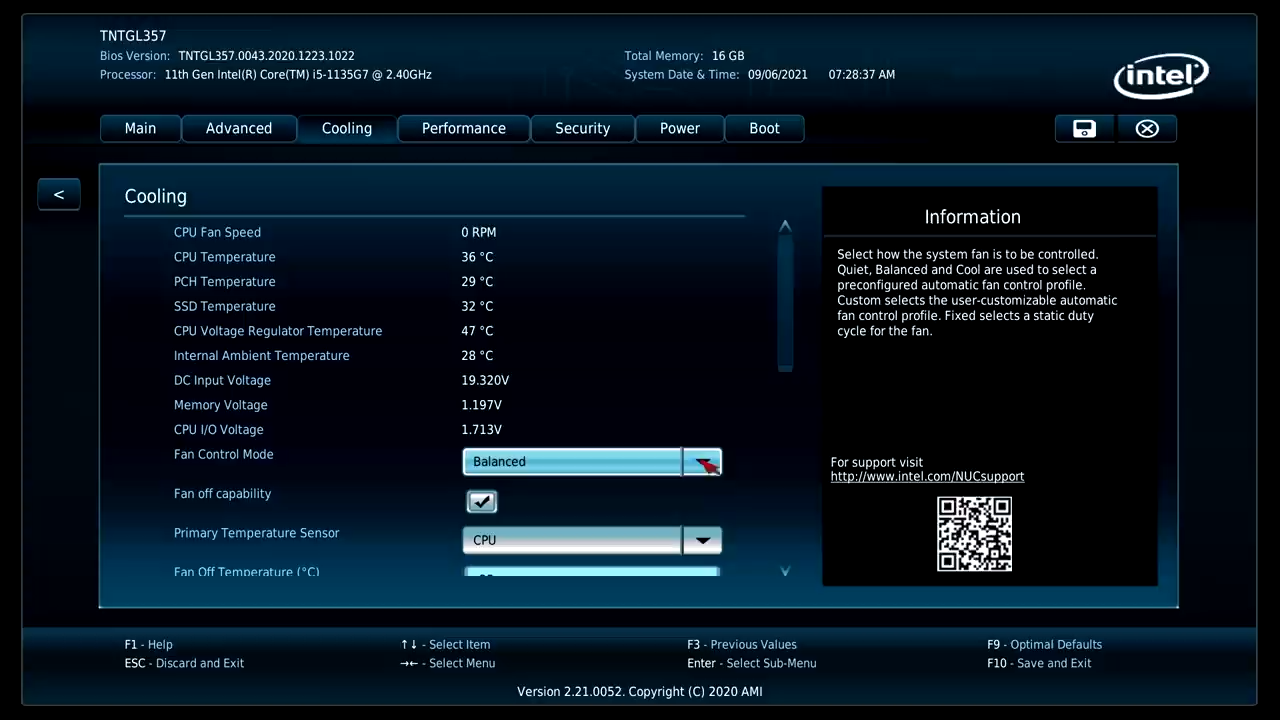 TNTGL357
Bios Version: TNTGL357.0043.2020.1223.1022
Processor: 11th Gen Intel(R) Core(TM) i5-1135G7 @ 2.40GHz
Total Memory: 16 GB
System Date & Time: 09/06/2021 07:28:37 AM
intel
Main Advanced Cooling Performance Security Power Boot
<
Cooling
CPU Fan Speed 0 RPM
CPU Temperature 36 °C
PCH Temperature 29 °C
SSD Temperature 32 °C
CPU Voltage Regulator Temperature 47 °C
Internal Ambient Temperature 28 °C
DC Input Voltage 19.320V
Memory Voltage 1.197V
CPU I/O Voltage 1.713V
Fan Control Mode Balanced
Fan off capability
Primary Temperature Sensor CPU
Fan Off Temperature (°C)
Information
Select how the system fan is to be controlled.
Quiet, Balanced and Cool are used to select a
preconfigured automatic fan control profile.
Custom selects the user-customizable automatic
fan control profile. Fixed selects a static duty
cycle for the fan.
For support visit
http://www.intel.com/NUCsupport
F1 - Help ↑↓ - Select Item F3 - Previous Values F9 - Optimal Defaults
ESC - Discard and Exit →← - Select Menu Enter - Select Sub-Menu F10 - Save and Exit
Version 2.21.0052. Copyright (C) 2020 AMI